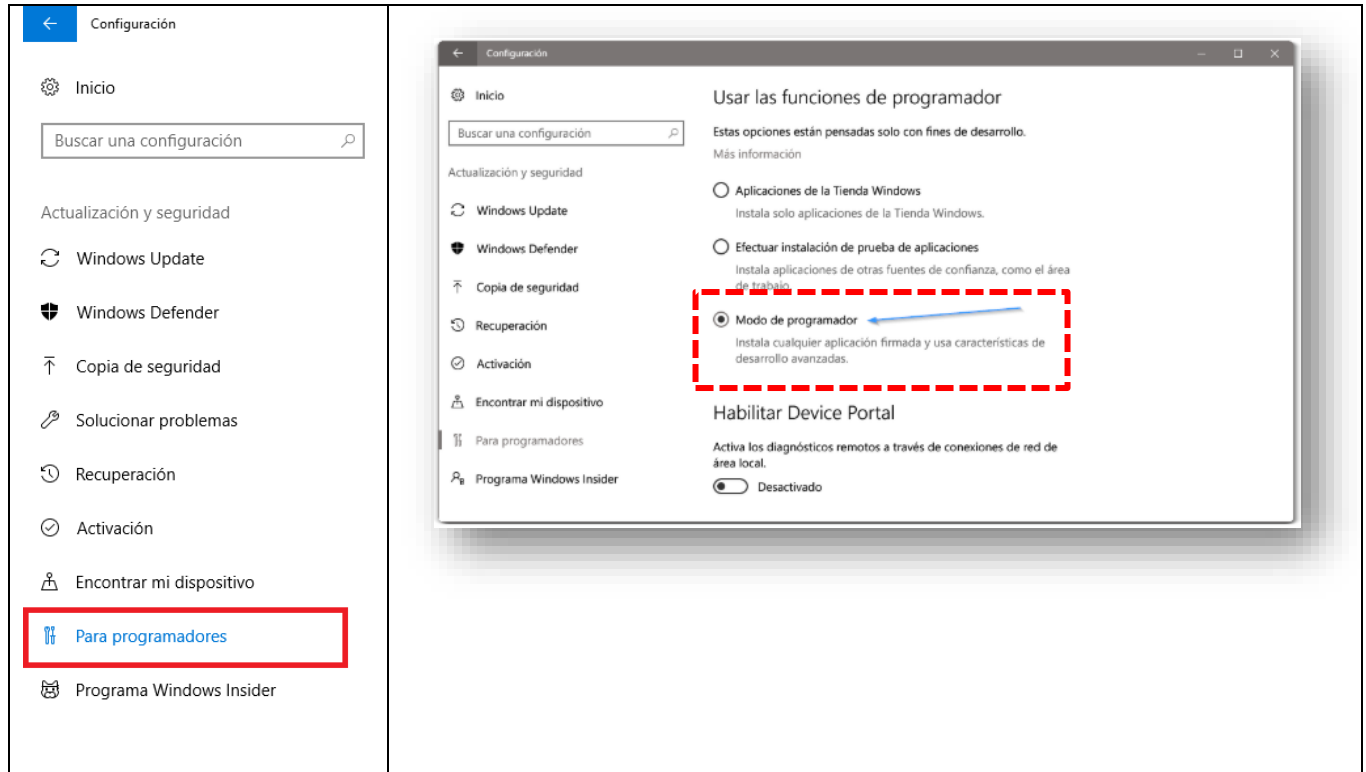 Configuración
Inicio
Buscar una configuración
Actualización y seguridad
Windows Update
Windows Defender
Copia de seguridad
Solucionar problemas
Recuperación
Activación
Encontrar mi dispositivo
Para programadores
Programa Windows Insider
Configuración
Inicio
Buscar una configuración
Actualización y seguridad
Windows Update
Windows Defender
Copia de seguridad
Recuperación
Activación
Encontrar mi dispositivo
Para programadores
Programa Windows Insider
Usar las funciones de programador
Estas opciones están pensadas solo con fines de desarrollo.
Más información
Aplicaciones de la Tienda Windows
Instala solo aplicaciones de la Tienda Windows.
Efectuar instalación de prueba de aplicaciones
Instala aplicaciones de otras fuentes de confianza, como el área
de trabajo.
Modo de programador
Instala cualquier aplicación firmada y usa características de
desarrollo avanzadas.
Habilitar Device Portal
Activa los diagnósticos remotos a través de conexiones de red de
área local.
Desactivado